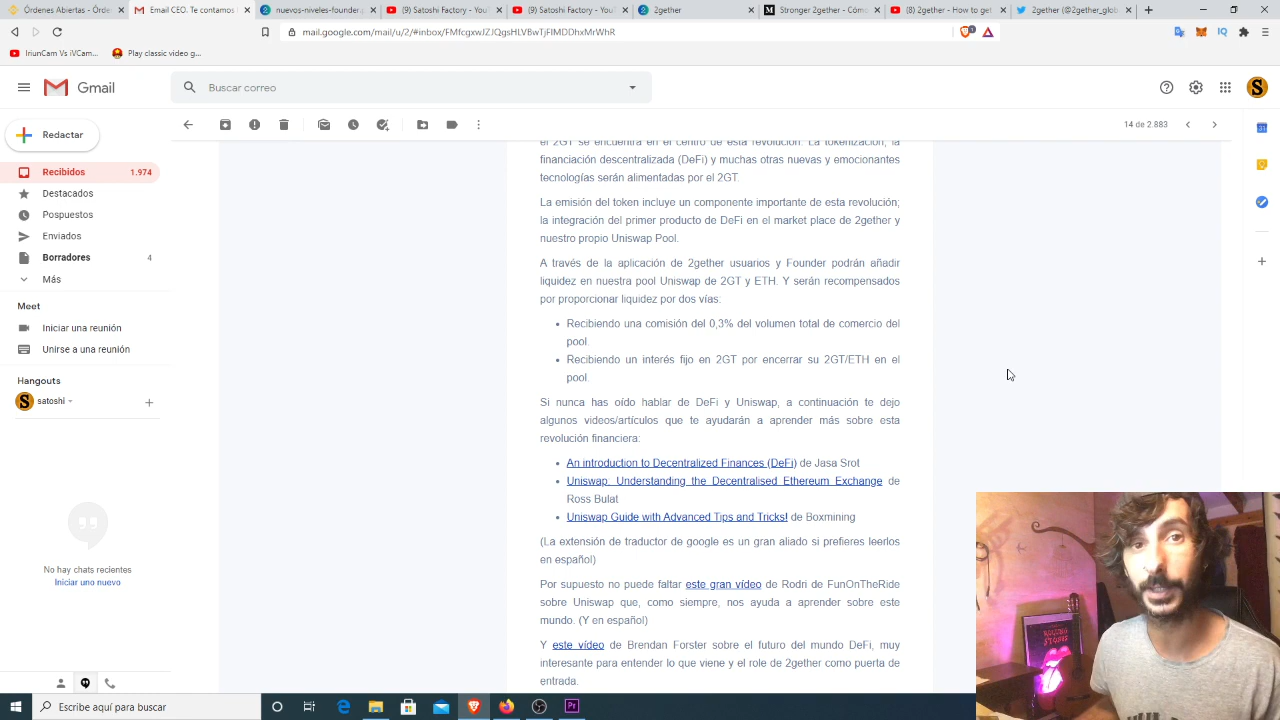 Órdenes Abiertas - Órde
Email CEO. Te contamos
nuevos-niveles-founder
(9) Satoshi Factory - YouT
(9) Satoshi Factory - YouT
2gether
Stronger 2gether - Cómo
(8) 2gether - How to get
2gether (@2gether_glob
mail.google.com/mail/u/2/#inbox/FMfcgxwJZJQgsHLVBwTjFlMDDhxMrWhR
IriunCam Vs IVCam...
Play song created by...
Gmail
Buscar correo
Redactar
14 de 2.883
Recibidos 1.974
Destacados
Pospuestos
Enviados
Borradores 4
Más
Meet
Iniciar una reunión
Unirse a una reunión
Hangouts
satoshi
No hay chats recientes
Iniciar uno nuevo
el 2GT se encuentra en el centro de esta revolución. La tokenización, la
financiación descentralizada (DeFi) y muchas otras nuevas y emocionantes
tecnologías serán alimentadas por el 2GT.
La emisión del token incluye un componente importante de esta revolución;
la integración del primer producto de DeFi en el market place de 2gether y
nuestro propio Uniswap Pool.
A través de la aplicación de 2gether usuarios y Founder podrán añadir
liquidez en nuestra pool Uniswap de 2GT y ETH. Y serán recompensados
por proporcionar liquidez por dos vías:
• Recibiendo una comisión del 0,3% del volumen total de comercio del
pool.
• Recibiendo un interés fijo en 2GT por encerrar su 2GT/ETH en el
pool.
Si nunca has oído hablar de DeFi y Uniswap, a continuación te dejo
algunos videos/artículos que te ayudarán a aprender más sobre esta
revolución financiera:
• An introduction to Decentralized Finances (DeFi) de Jasa Srot
• Uniswap. Understanding the Decentralised Ethereum Exchange de
Ross Bulat
• Uniswap Guide with Advanced Tips and Tricks! de Boxmining
(La extensión de traductor de google es un gran aliado si prefieres leerlos
en español)
Por supuesto no puede faltar este gran vídeo de Rodri de FunOnTheRide
sobre Uniswap que, como siempre, nos ayuda a aprender sobre este
mundo. (Y en español)
Y este vídeo de Brendan Forster sobre el futuro del mundo DeFi, muy
interesante para entender lo que viene y el role de 2gether como puerta de
entrada.
ROLLING
STONES
Escribe aquí para buscar